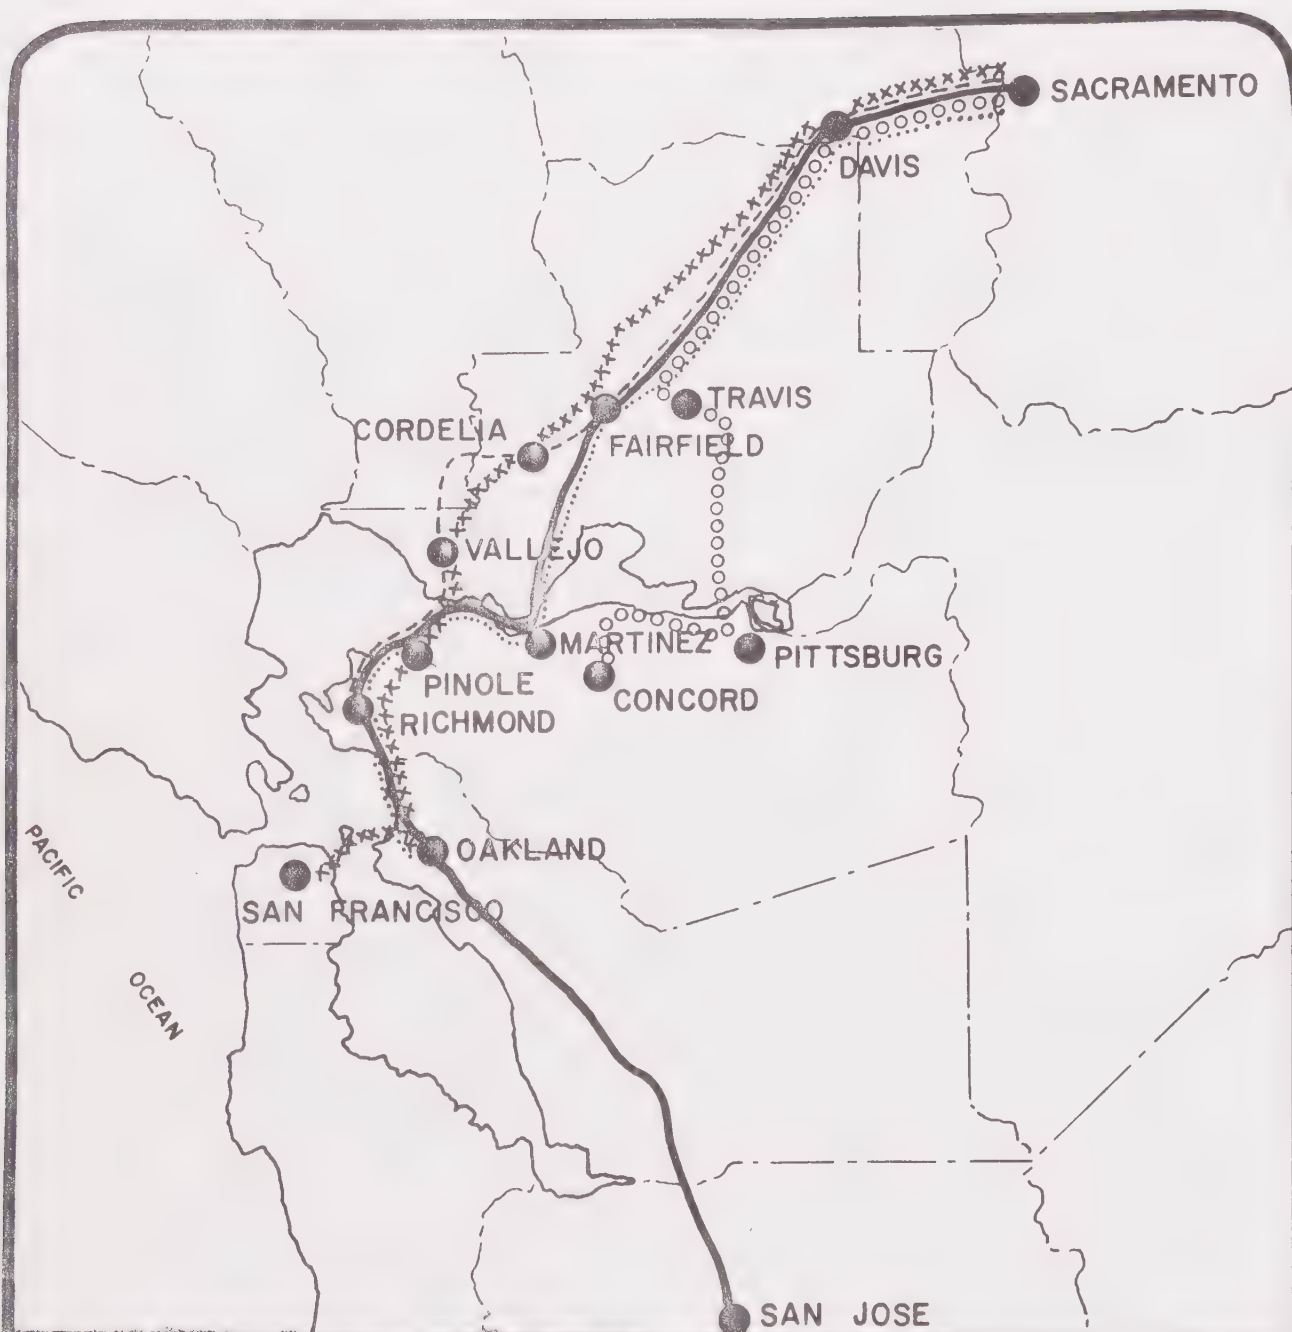 SACRAMENTO
DAVIS
TRAVIS
CORDELIA
FAIRFIELD
VALLEJO
MARTINEZ
PITTSBURG
PINOLE
CONCORD
RICHMOND
PACIFIC
OAKLAND
SAN FRANCISCO
OCEAN
SAN JOSE